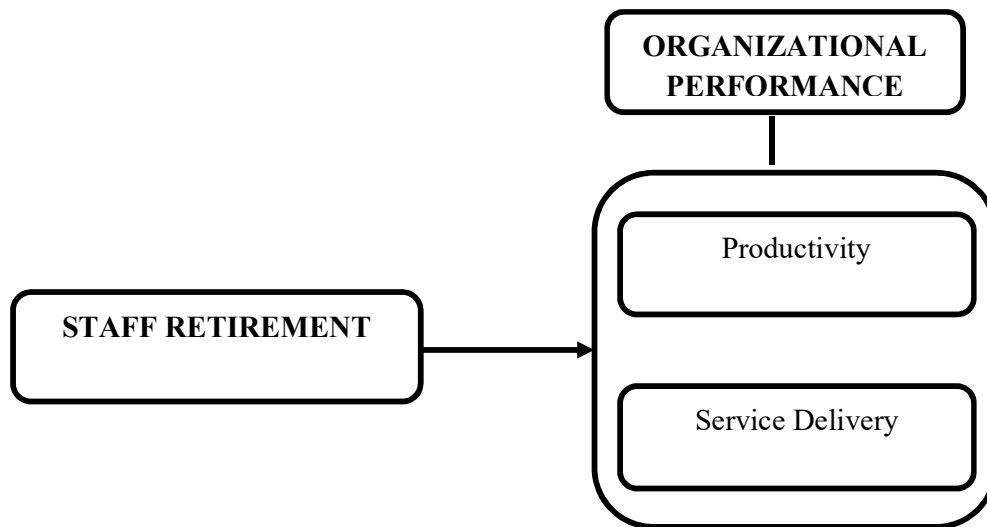 ORGANIZATIONAL
PERFORMANCE
Productivity
STAFF RETIREMENT
Service Delivery